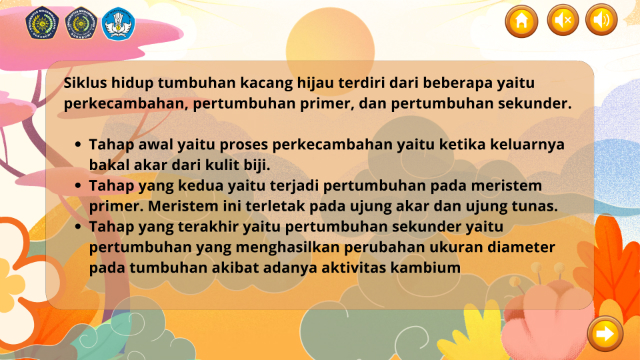 Siklus hidup tumbuhan kacang hijau terdiri dari beberapa yaitu
perkecambahan, pertumbuhan primer, dan pertumbuhan sekunder.
• Tahap awal yaitu proses perkecambahan yaitu ketika keluarnya
bakal akar dari kulit biji.
• Tahap yang kedua yaitu terjadi pertumbuhan pada meristem
primer. Meristem ini terletak pada ujung akar dan ujung tunas.
• Tahap yang terakhir yaitu pertumbuhan sekunder yaitu
pertumbuhan yang menghasilkan perubahan ukuran diameter
pada tumbuhan akibat adanya aktivitas kambium